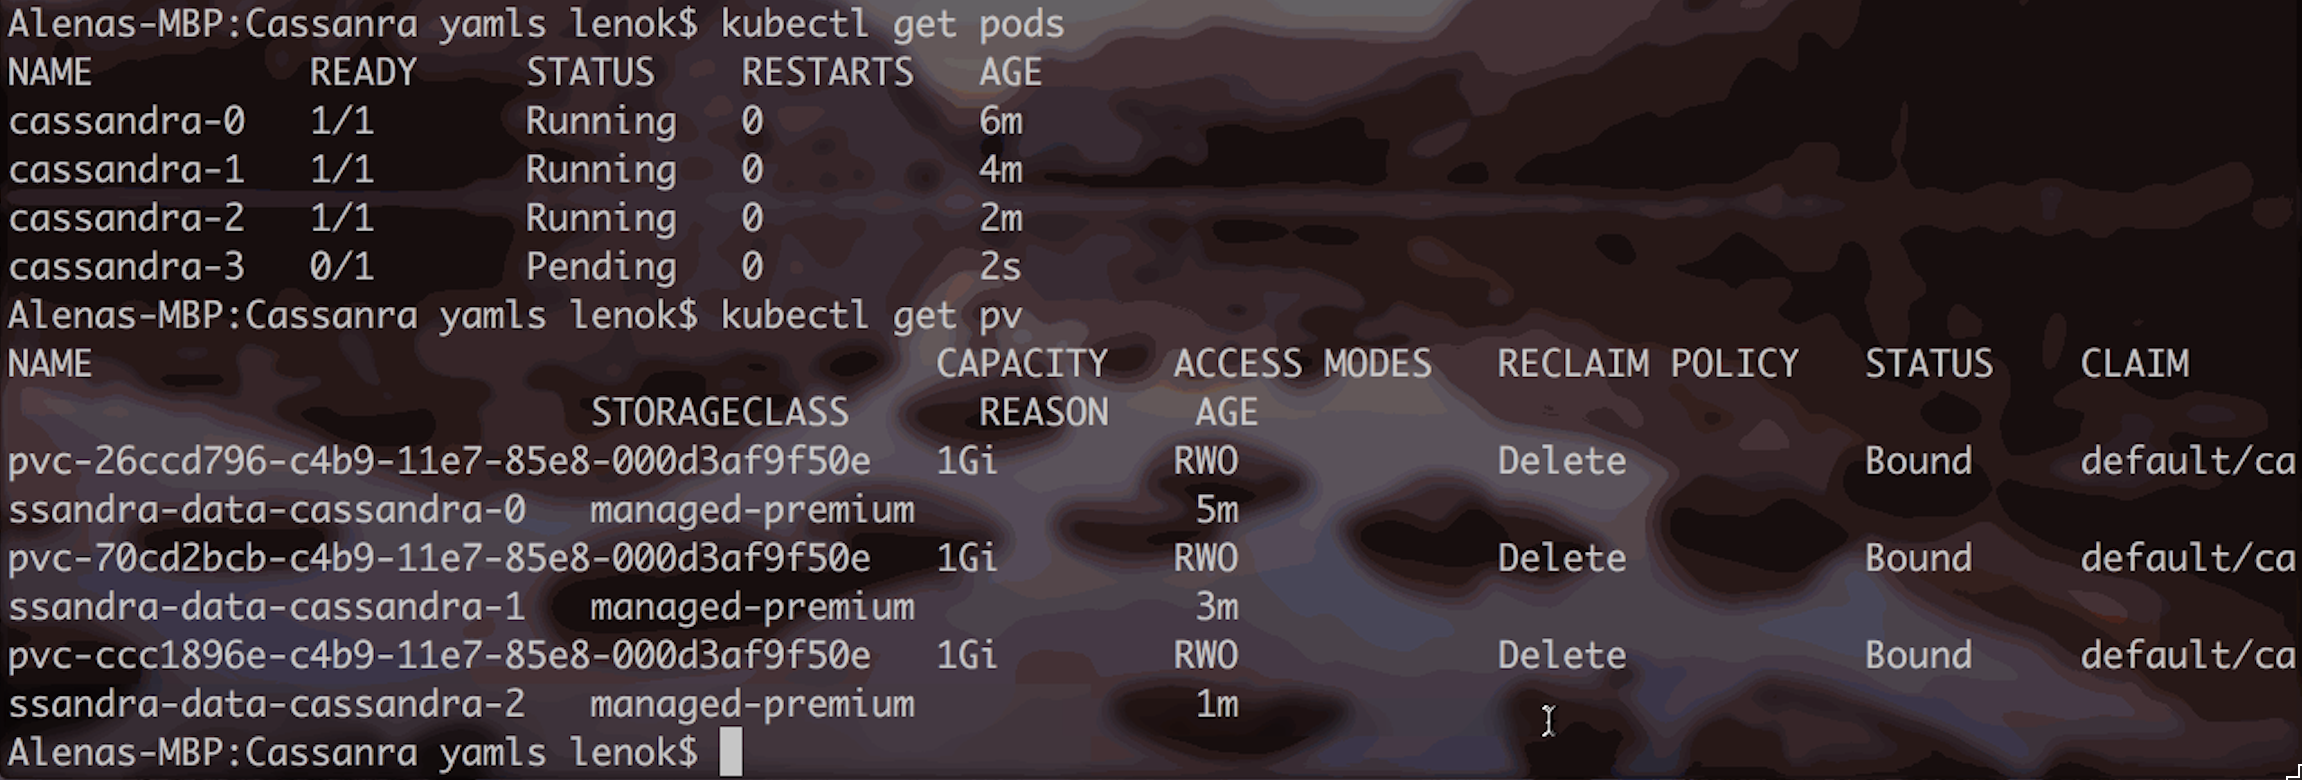 Alenas-MBP:Cassanra yamls lenok$ kubectl get pods
NAME          READY     STATUS    RESTARTS   AGE
cassandra-0   1/1       Running   0          6m
cassandra-1   1/1       Running   0          4m
cassandra-2   1/1       Running   0          2m
cassandra-3   0/1       Pending   0          2s
Alenas-MBP:Cassanra yamls lenok$ kubectl get pv
NAME                                       CAPACITY   ACCESS MODES   RECLAIM POLICY   STATUS    CLAIM
                           STORAGECLASS      REASON    AGE
pvc-26ccd796-c4b9-11e7-85e8-000d3af9f50e   1Gi        RWO            Delete           Bound     default/ca
ssandra-data-cassandra-0   managed-premium             5m
pvc-70cd2bcb-c4b9-11e7-85e8-000d3af9f50e   1Gi        RWO            Delete           Bound     default/ca
ssandra-data-cassandra-1   managed-premium             3m
pvc-ccc1896e-c4b9-11e7-85e8-000d3af9f50e   1Gi        RWO            Delete           Bound     default/ca
ssandra-data-cassandra-2   managed-premium             1m
Alenas-MBP:Cassanra yamls lenok$